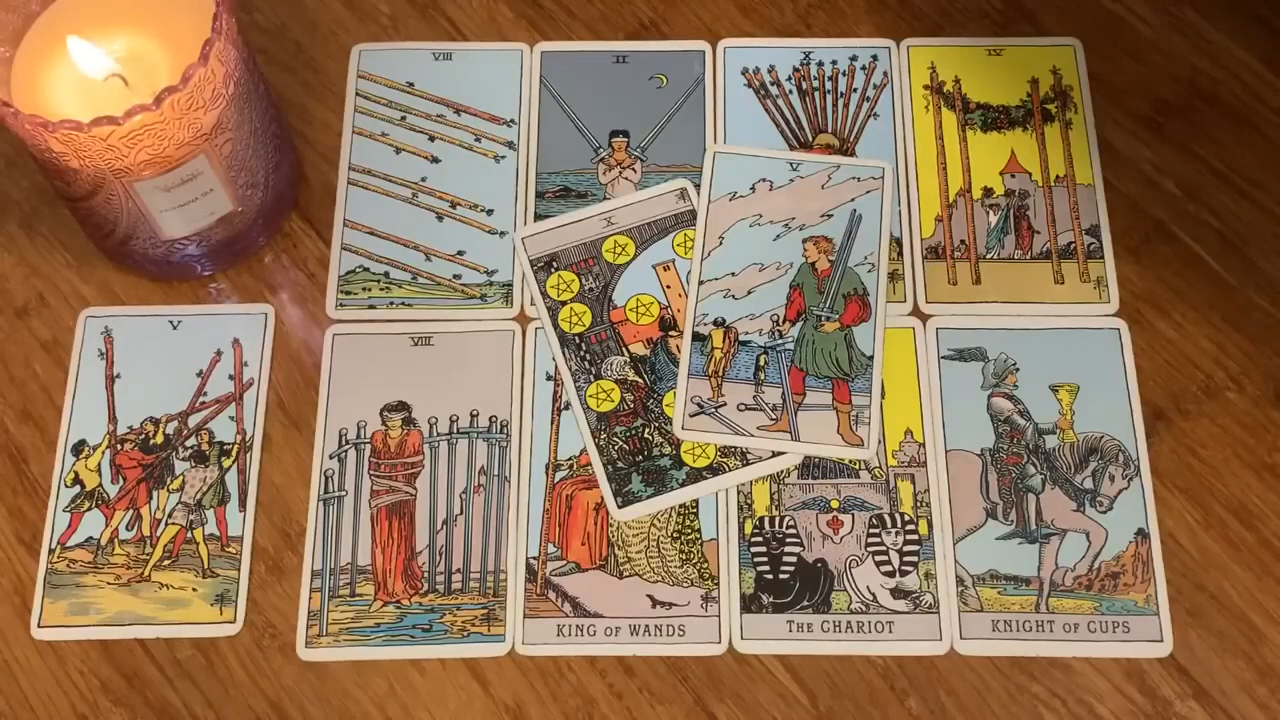 VIII
II
X
IV
X
V
V
VIII
KING OF WANDS
THE CHARIOT
KNIGHT OF CUPS